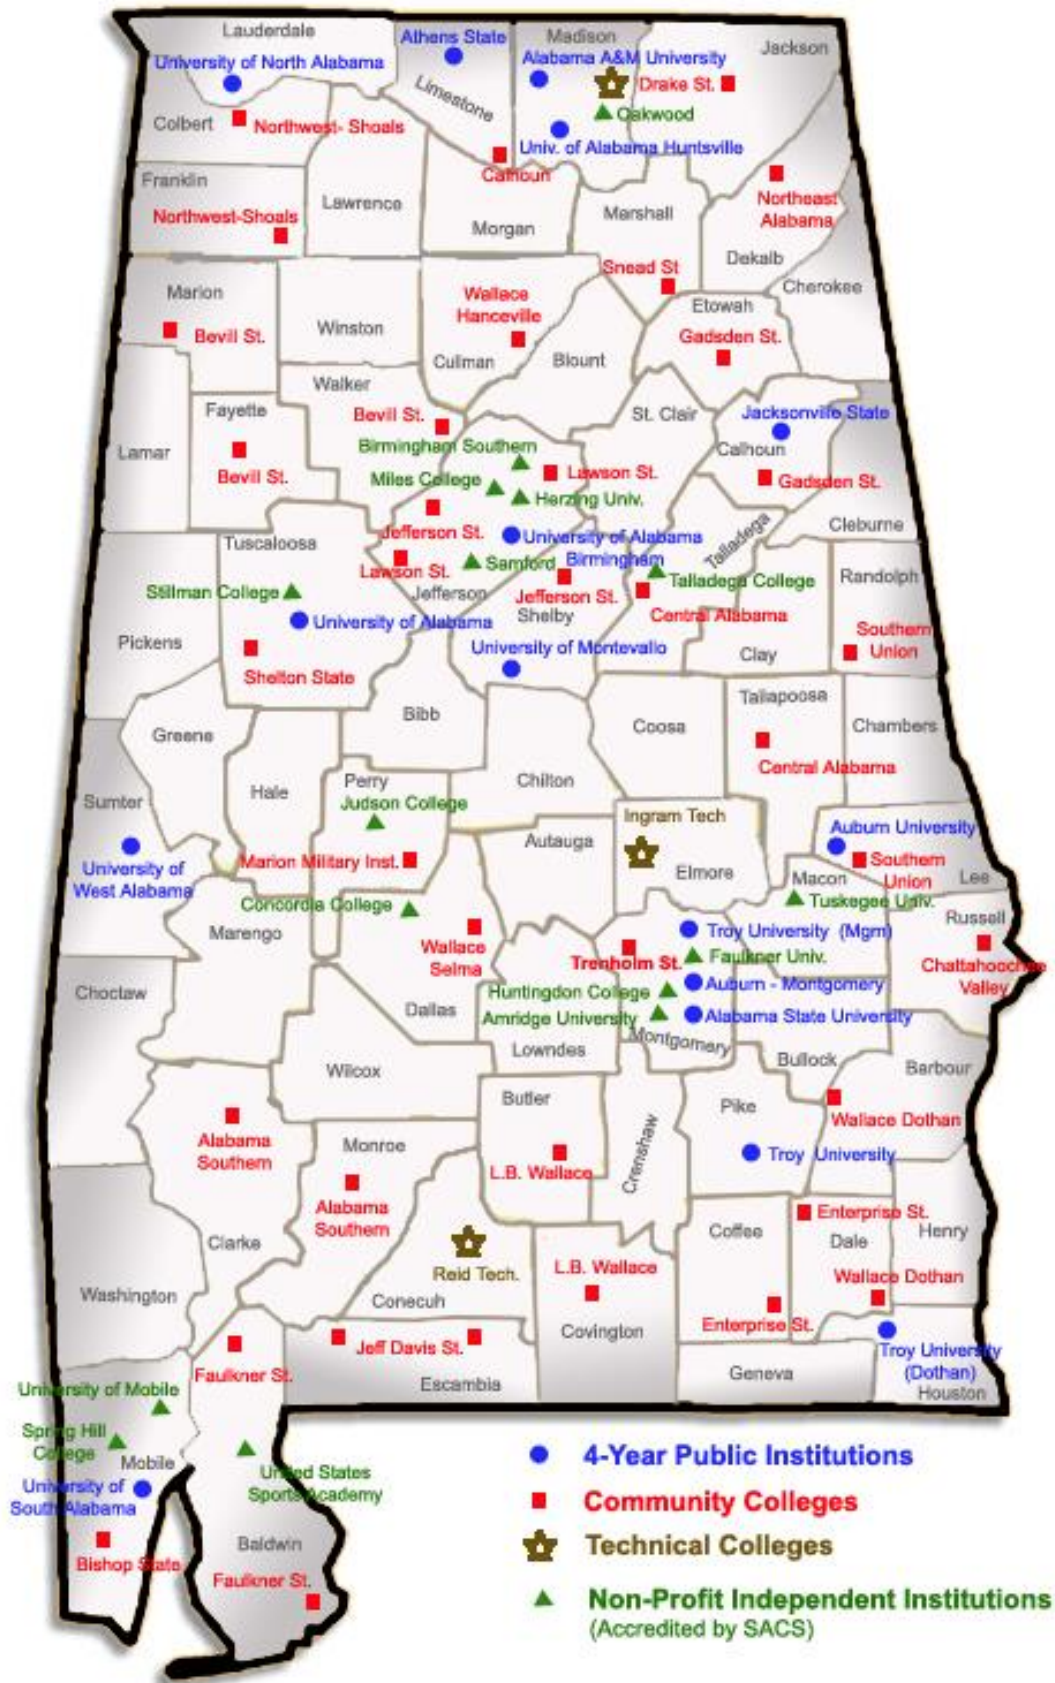 Lauderdale
Athens State
Madison
Jackson
University of North Alabama
Alabama A&M University
Limestone
Drake St.
Colbert
Northwest- Shoals
Oakwood
Univ. of Alabama Huntsville
Calhoun
Franklin
Lawrence
Northeast
Alabama
Northwest-Shoals
Marshall
Morgan
Dekalb
Snead St
Cherokee
Marion
Wallace
Hanceville
Etowah
Bevill St.
Winston
Gadsden St.
Cullman
Blount
Walker
Fayette
Bevill St.
St. Clair
Jacksonville State
Lamar
Birmingham Southern
Calhoun
Bevill St.
Miles College
Lawson St.
Gadsden St.
Herzing Univ.
Jefferson St.
Cleburne
Tuscaloosa
University of Alabama
Birmingham
Talladega
Lawson St.
Samford
Talladega College
Randolph
Stillman College
Jefferson
Jefferson St.
Central Alabama
Shelby
University of Alabama
Southern
Union
Pickens
University of Montevallo
Clay
Shelton State
Tallapoosa
Bibb
Coosa
Chambers
Greene
Central Alabama
Perry
Chilton
Hale
Sumter
Judson College
Ingram Tech
Autauga
Auburn University
University of
West Alabama
Marion Military Inst.
Elmore
Southern
Union
Macon
Lee
Concordia College
Tuskegee Univ.
Marengo
Wallace
Selma
Troy University (Mgm)
Russell
Trenholm St.
Faulkner Univ.
Chattahoochee
Valley
Choctaw
Huntingdon College
Auburn - Montgomery
Dallas
Amridge University
Alabama State University
Lowndes
Montgomery
Bullock
Wilcox
Barbour
Butler
Pike
Wallace Dothan
Alabama
Southern
Monroe
Crenshaw
Troy University
L.B. Wallace
Alabama
Southern
Enterprise St.
Clarke
Coffee
Dale
Henry
Reid Tech.
L.B. Wallace
Wallace Dothan
Washington
Conecuh
Enterprise St.
Covington
Jeff Davis St.
Troy University
(Dothan)
Faulkner St.
Geneva
Houston
Escambia
University of Mobile
Spring Hill
College
Mobile
United States
Sports Academy
University of
South Alabama
Baldwin
Bishop State
Faulkner St.
4-Year Public Institutions
Community Colleges
Technical Colleges
Non-Profit Independent Institutions
(Accredited by SACS)